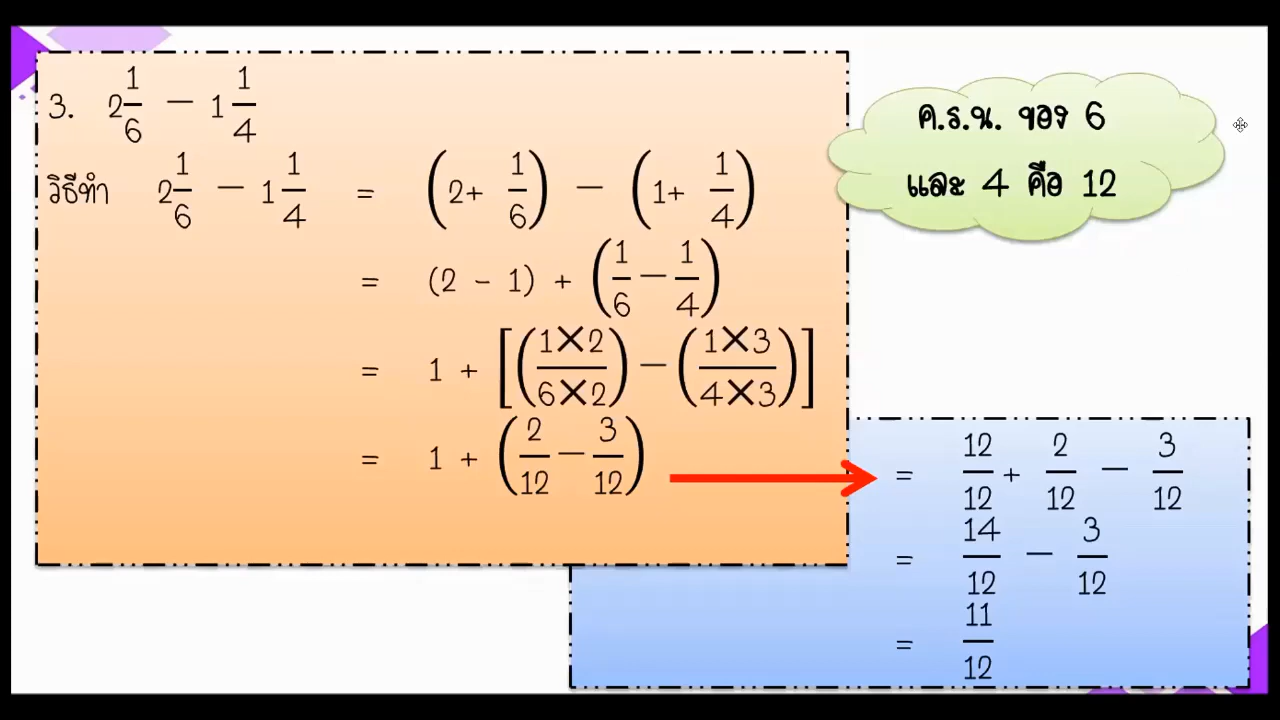 3. 2 1/6 − 1 1/4
วิธีทำ 2 1/6 − 1 1/4 = (2+ 1/6) − (1+ 1/4)
= (2 - 1) + (1/6 − 1/4)
= 1 + [(1×2/6×2) − (1×3/4×3)]
= 1 + (2/12 − 3/12)
ค.ร.น. ของ 6
และ 4 คือ 12
= 12/12 + 2/12 − 3/12
= 14/12 − 3/12
= 11/12